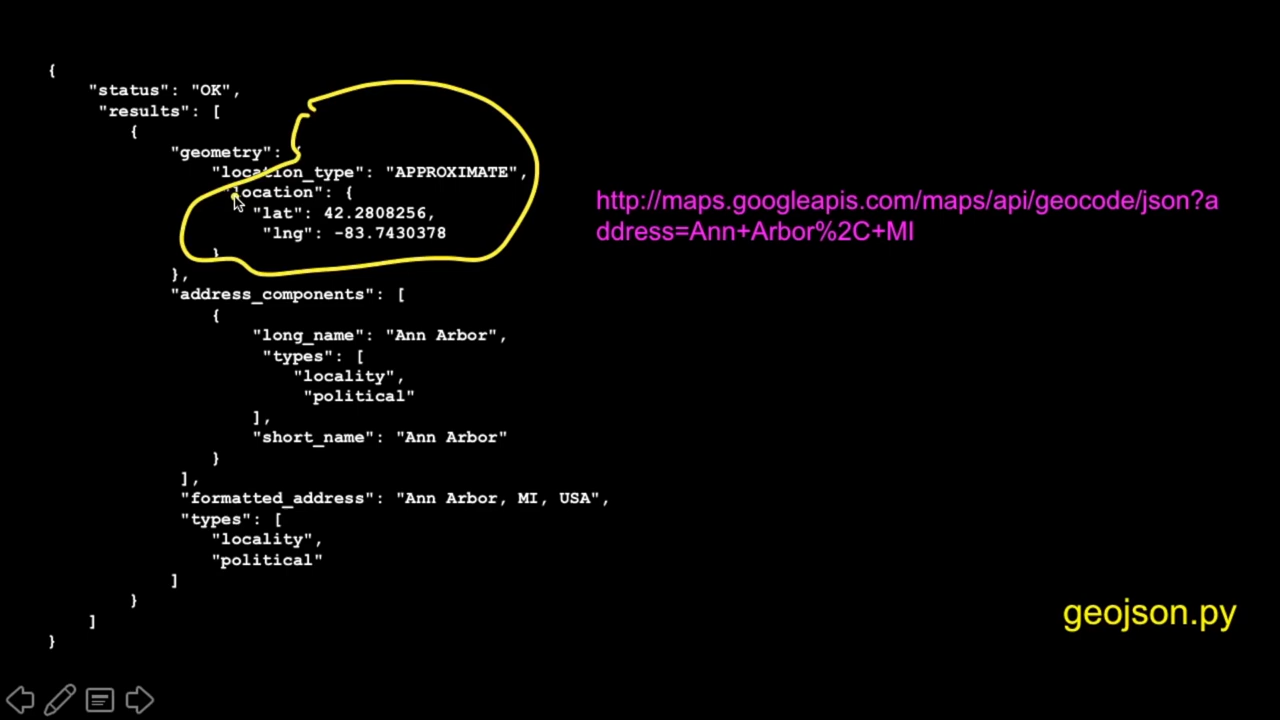 {
"status": "OK",
"results": [
{
"geometry": {
"location_type": "APPROXIMATE",
"location": {
"lat": 42.2808256,
"lng": -83.7430378
}
},
"address_components": [
{
"long_name": "Ann Arbor",
"types": [
"locality",
"political"
],
"short_name": "Ann Arbor"
}
],
"formatted_address": "Ann Arbor, MI, USA",
"types": [
"locality",
"political"
]
}
]
}
http://maps.googleapis.com/maps/api/geocode/json?a
ddress=Ann+Arbor%2C+MI
geojson.py